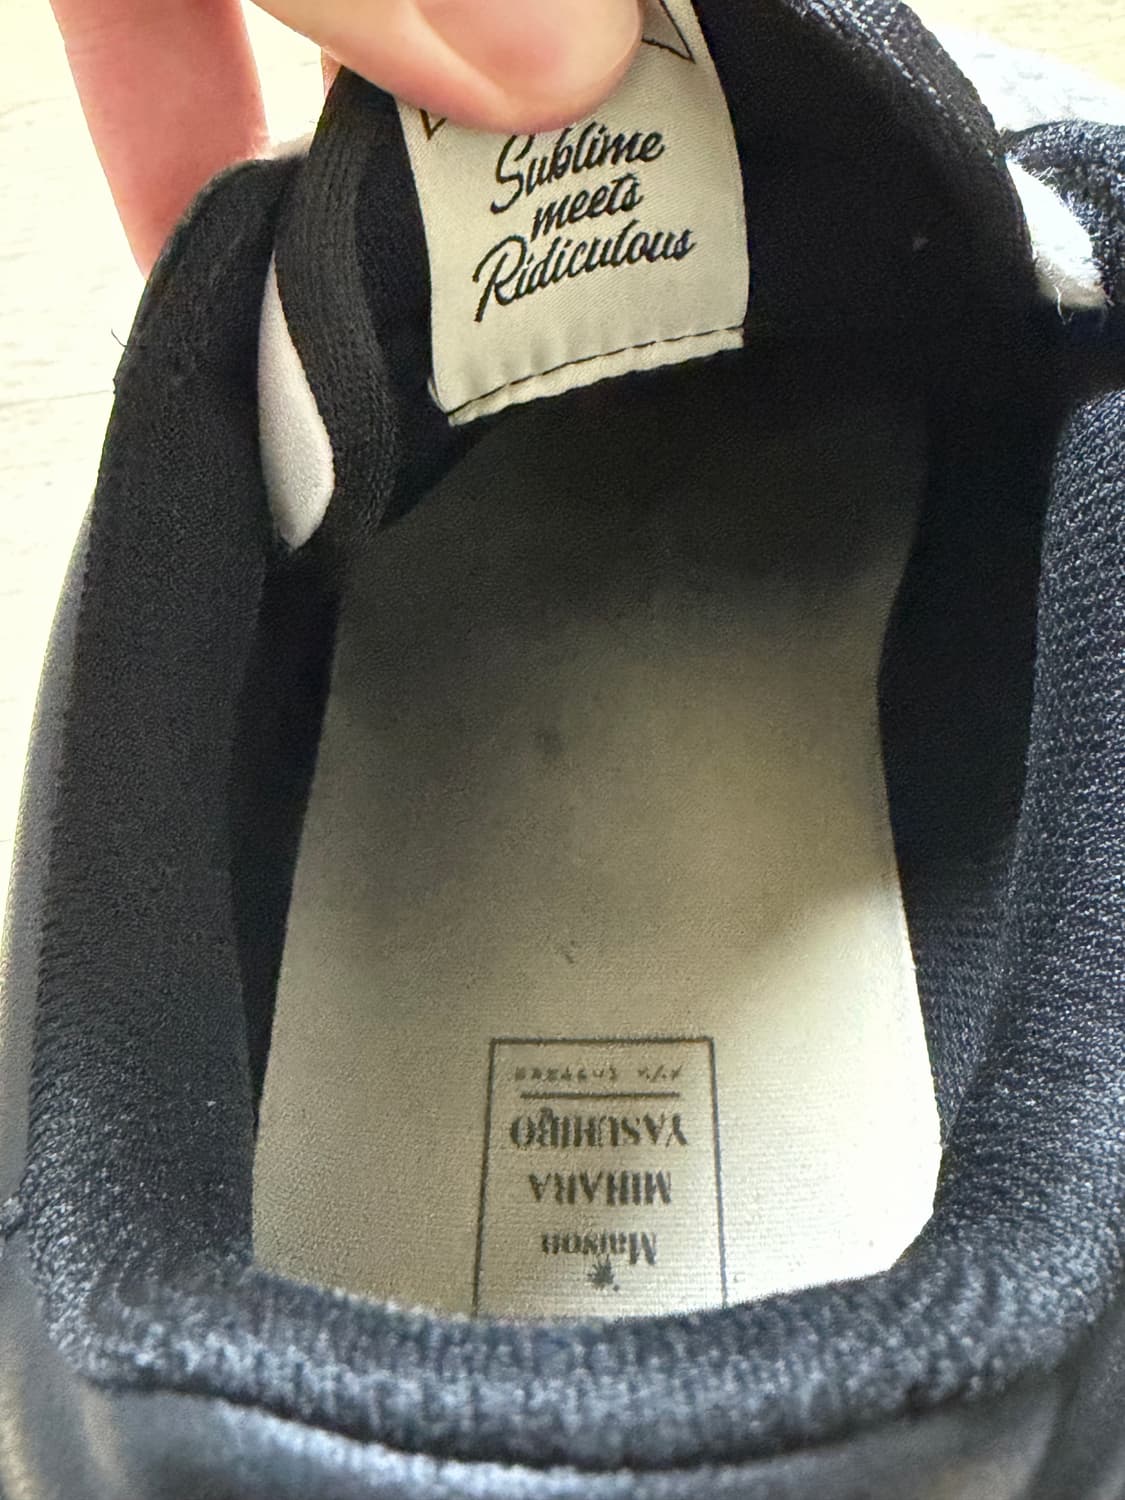 Sublime
meets
Ridiculous
Maison
MIHARA
YASUHIRO